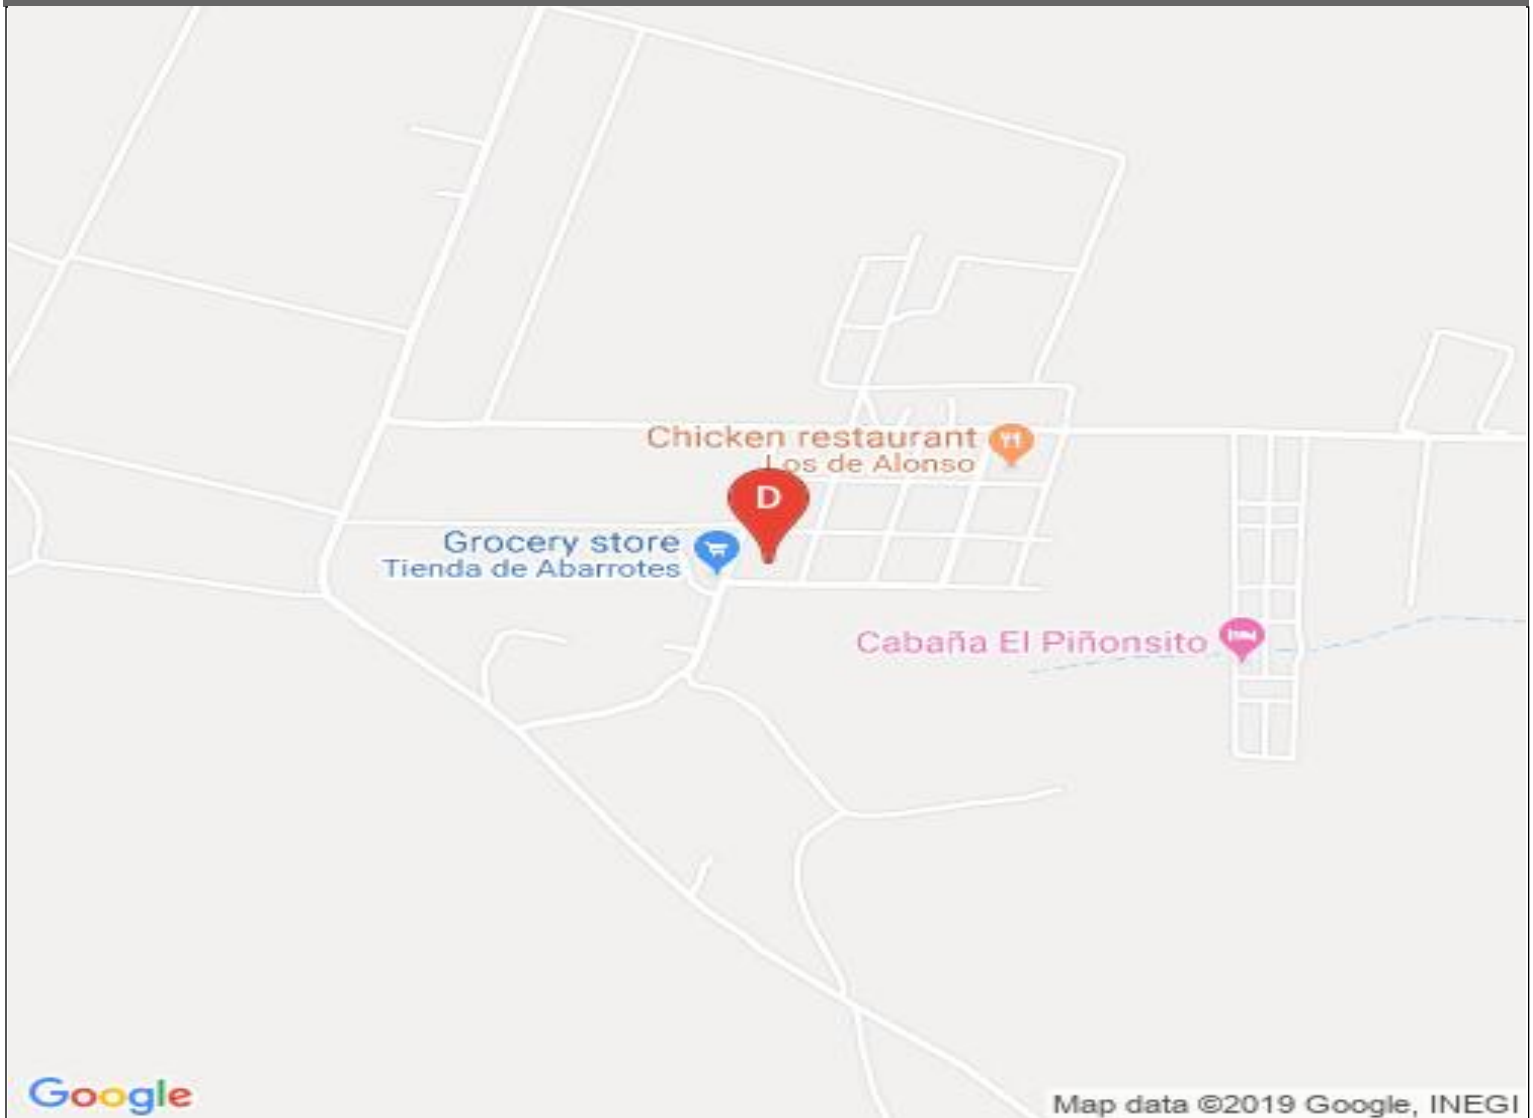 Chicken restaurant
Los de Alonso
D
Grocery store
Tienda de Abarrotes
Cabaña El Piñonsito
Google
Map data ©2019 Google, INEGI